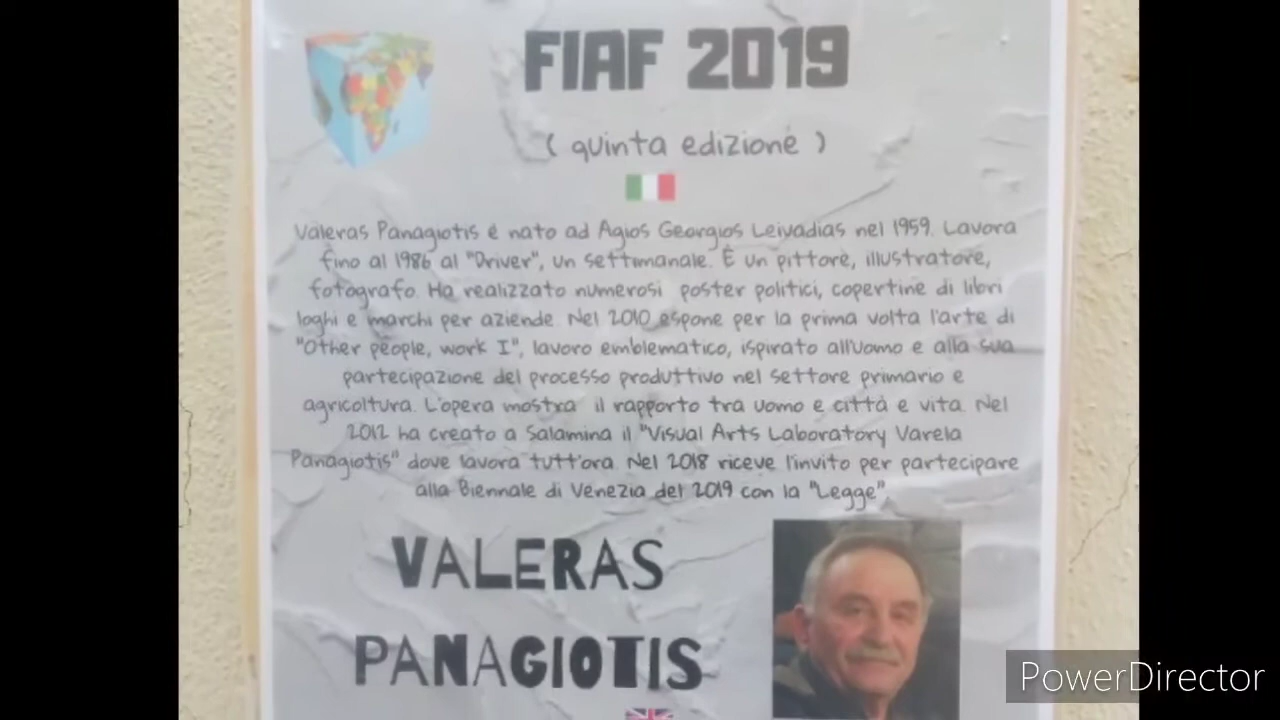 FIAF 2019
( quinta edizione )
Valeras Panagiotis é nato ad Agios Georgios Leivadias nel 1959. Lavora
fino al 1986 al "Driver", un settimanale. É un pittore, illustratore,
fotografo. Ha realizzato numerosi poster politici, copertine di libri
loghi e marchi per aziende. Nel 2010 espone per la prima volta l'arte di
"Other people, work I", lavoro emblematico, ispirato all'uomo e alla sua
partecipazione del processo produttivo nel settore primario e
agricoltura. L'opera mostra il rapporto tra uomo e città e vita. Nel
2012 ha creato a Salamina il "Visual Arts Laboratory Varela
Panagiotis" dove lavora tutt'ora. Nel 2018 riceve l'invito per partecipare
alla Biennale di Venezia del 2019 con la "Legge".
VALERAS
PANAGIOTIS
PowerDirector